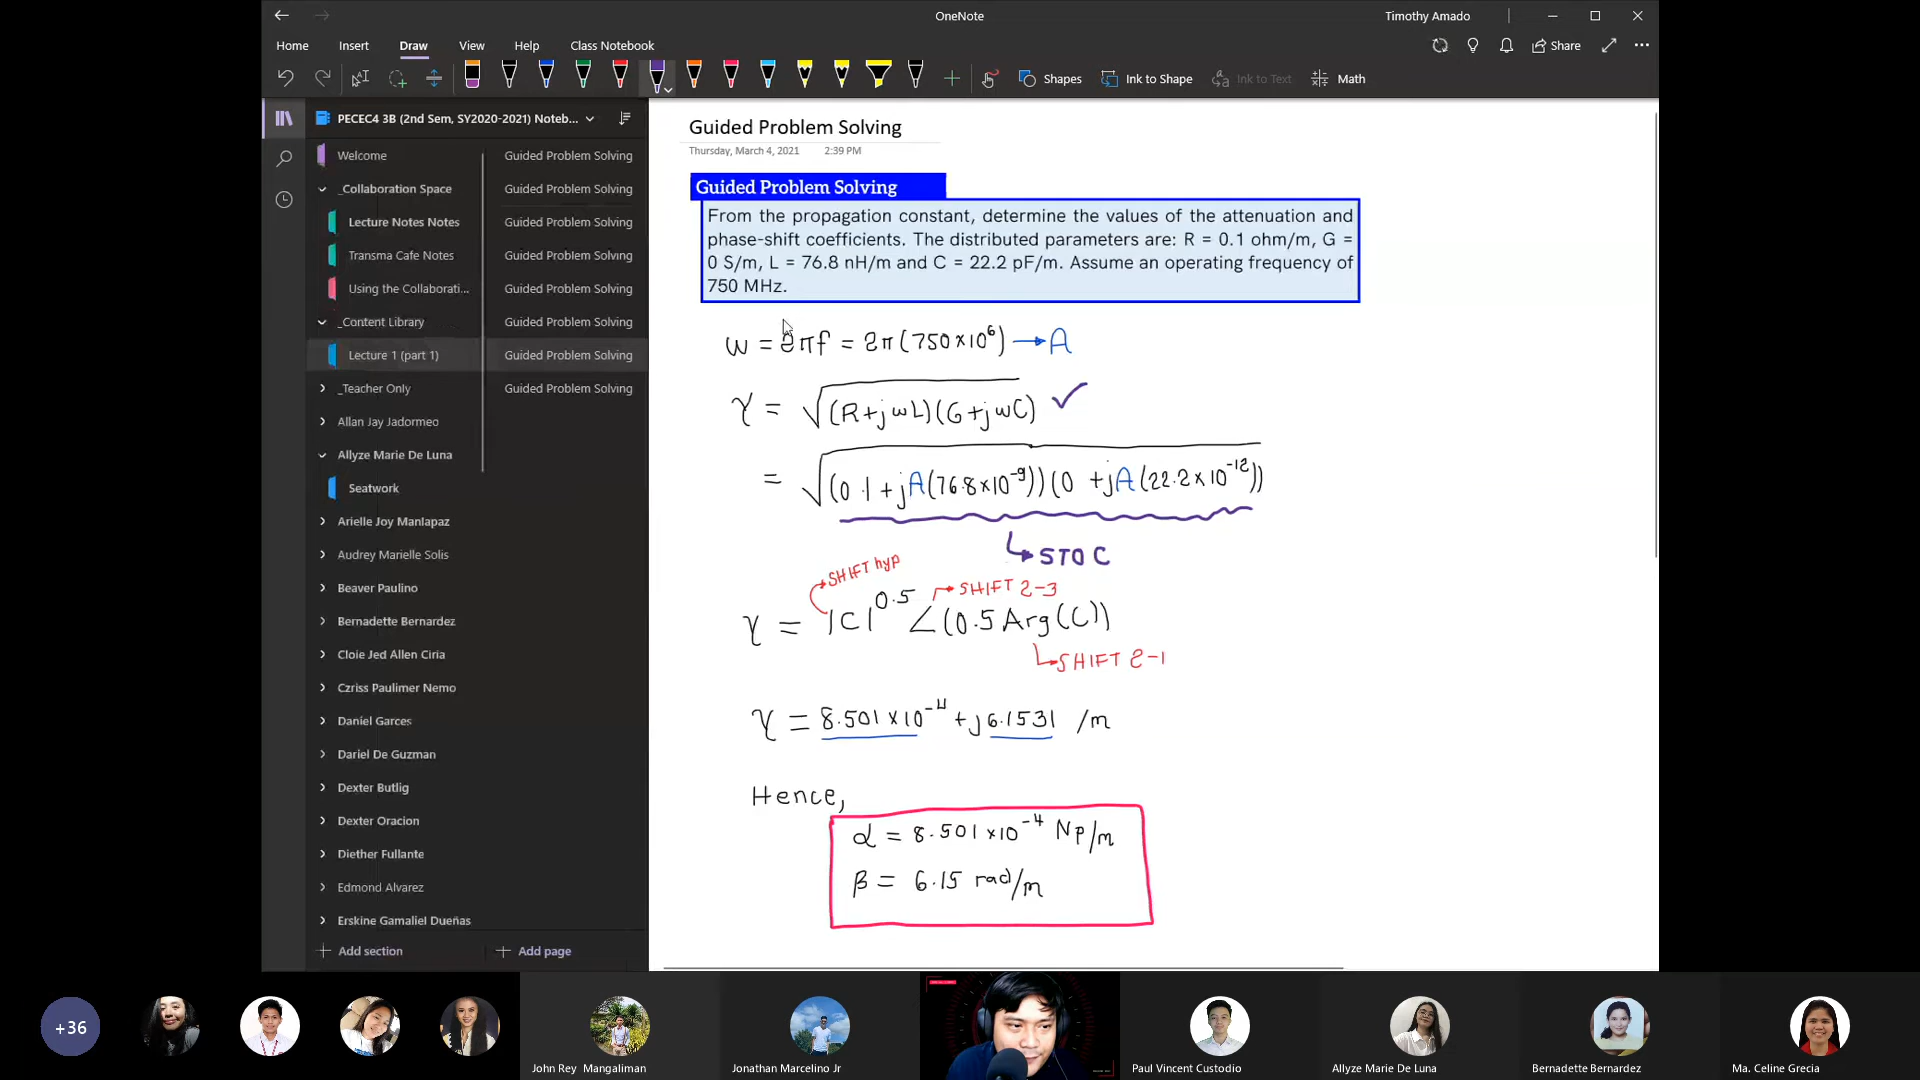 OneNote
Timothy Amado
Home Insert Draw View Help Class Notebook
Share
Shapes Ink to Shape Ink to Text Math
PECEC4 3B (2nd Sem, SY2020-2021) Noteb...
Welcome
_Collaboration Space
Lecture Notes Notes
Transma Cafe Notes
Using the Collaborati...
_Content Library
Lecture 1 (part 1)
_Teacher Only
Allan Jay Jadormeo
Allyze Marie De Luna
Seatwork
Arielle Joy Manlapaz
Audrey Marielle Solis
Beaver Paulino
Bernadette Bernardez
Cloie Jed Allen Ciria
Czriss Paulimer Nemo
Daniel Garces
Dariel De Guzman
Dexter Butlig
Dexter Oracion
Diether Fullante
Edmond Alvarez
Erskine Gamaliel Dueñas
Add section
Guided Problem Solving
Guided Problem Solving
Guided Problem Solving
Guided Problem Solving
Guided Problem Solving
Guided Problem Solving
Guided Problem Solving
Guided Problem Solving
Add page
Guided Problem Solving
Thursday, March 4, 2021 2:39 PM
Guided Problem Solving
From the propagation constant, determine the values of the attenuation and
phase-shift coefficients. The distributed parameters are: R = 0.1 ohm/m, G =
0 S/m, L = 76.8 nH/m and C = 22.2 pF/m. Assume an operating frequency of
750 MHz.
ω = 2πf = 2π(750×10⁶) → A
γ = √(R+jωL)(G+jωC) ✓
= √(0.1+jA(76.8×10⁻⁹))(0 +jA(22.2×10⁻¹²))
↳ STO C
SHIFT hyp
SHIFT 2-3
γ = |C|^0.5 ∠(0.5 Arg(C))
SHIFT 2-1
γ = 8.501×10⁻⁴ +j6.1531 /m
Hence,
α = 8.501×10⁻⁴ Np/m
β = 6.15 rad/m
+36
John Rey Mangaliman
Jonathan Marcelino Jr
Paul Vincent Custodio
Allyze Marie De Luna
Bernadette Bernardez
Ma. Celine Grecia